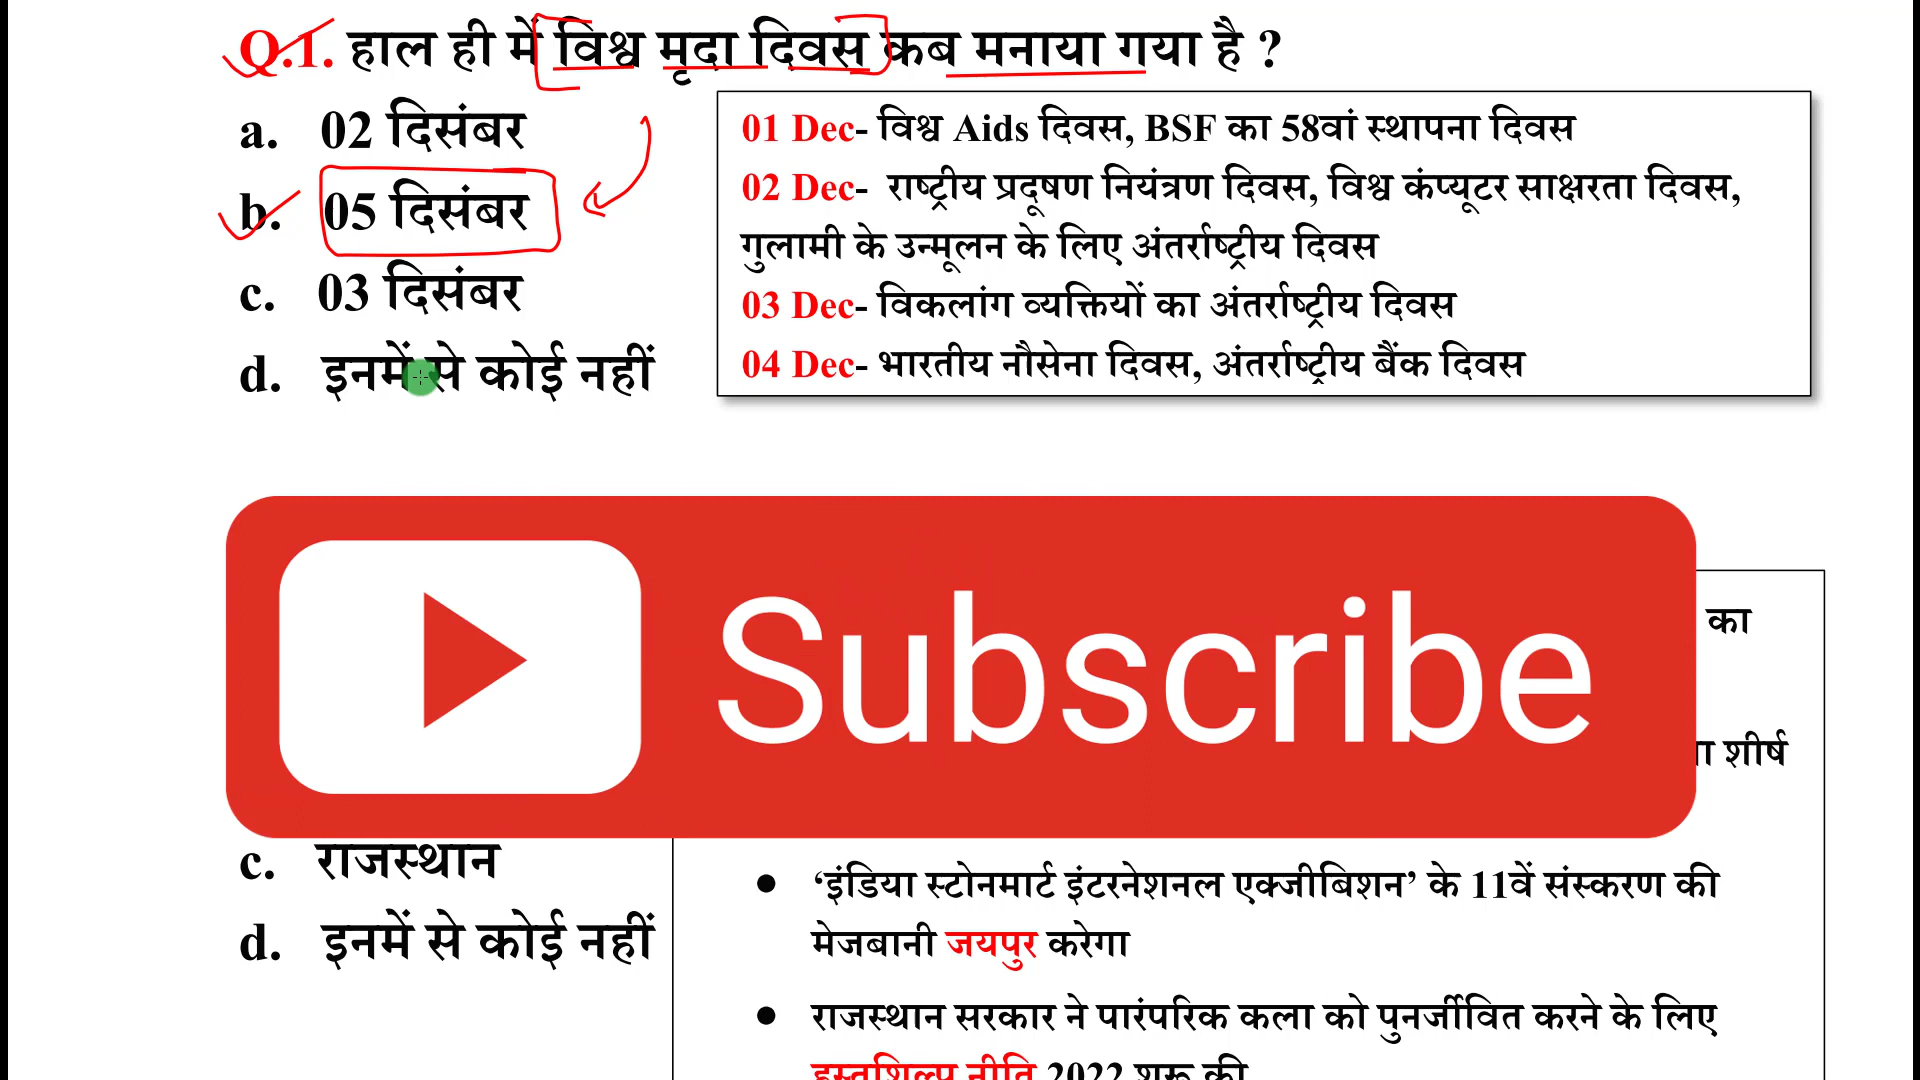 Q.1. हाल ही में विश्व मृदा दिवस कब मनाया गया है ?
a. 02 दिसंबर
b. 05 दिसंबर
c. 03 दिसंबर
d. इनमें से कोई नहीं
01 Dec- विश्व Aids दिवस, BSF का 58वां स्थापना दिवस
02 Dec- राष्ट्रीय प्रदूषण नियंत्रण दिवस, विश्व कंप्यूटर साक्षरता दिवस,
गुलामी के उन्मूलन के लिए अंतर्राष्ट्रीय दिवस
03 Dec- विकलांग व्यक्तियों का अंतर्राष्ट्रीय दिवस
04 Dec- भारतीय नौसेना दिवस, अंतर्राष्ट्रीय बैंक दिवस
Subscribe
का
शीर्ष
c. राजस्थान
d. इनमें से कोई नहीं
● ‘इंडिया स्टोनमार्ट इंटरनेशनल एक्जीबिशन’ के 11वें संस्करण की
मेजबानी जयपुर करेगा
● राजस्थान सरकार ने पारंपरिक कला को पुनर्जीवित करने के लिए
हस्तशिल्प नीति 2022 शुरू की